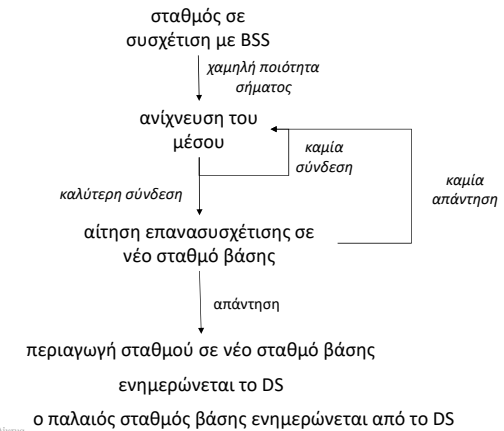 σταθμός σε
συσχέτιση με BSS
χαμηλή ποιότητα
σήματος
ανίχνευση του
μέσου
καμία
σύνδεση
καμία
απάντηση
καλύτερη σύνδεση
αίτηση επανασυσχέτισης σε
νέο σταθμό βάσης
απάντηση
περιαγωγή σταθμού σε νέο σταθμό βάσης
ενημερώνεται το DS
ο παλαιός σταθμός βάσης ενημερώνεται από το DS